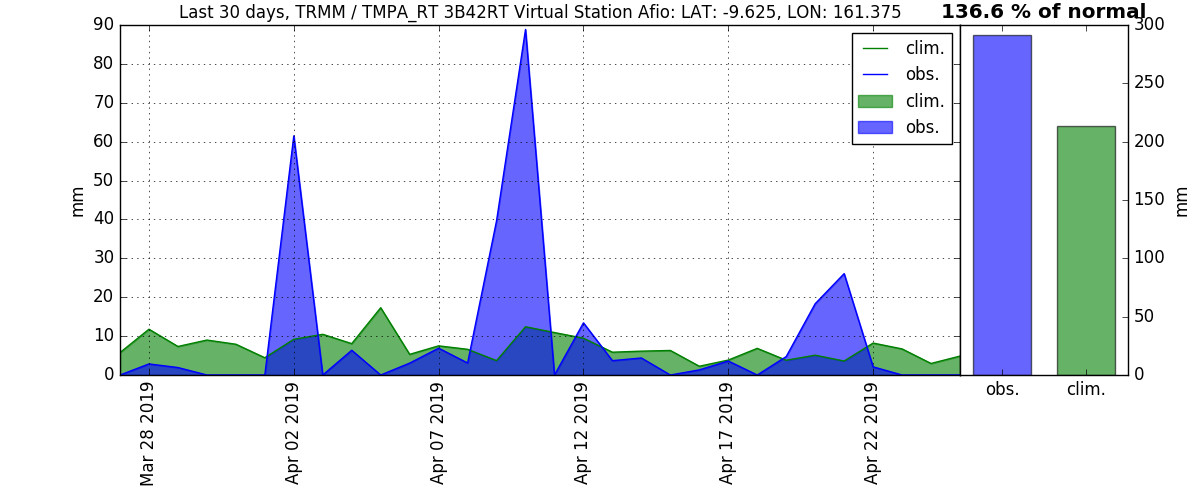 Last 30 days, TRMM / TMPA_RT 3B42RT Virtual Station Afio: LAT: -9.625, LON: 161.375
136.6 % of normal
90
80
70
60
50
40
30
20
10
0
mm
clim.
obs.
clim.
obs.
Mar 28 2019
Apr 02 2019
Apr 07 2019
Apr 12 2019
Apr 17 2019
Apr 22 2019
300
250
200
150
100
50
0
mm
obs.
clim.